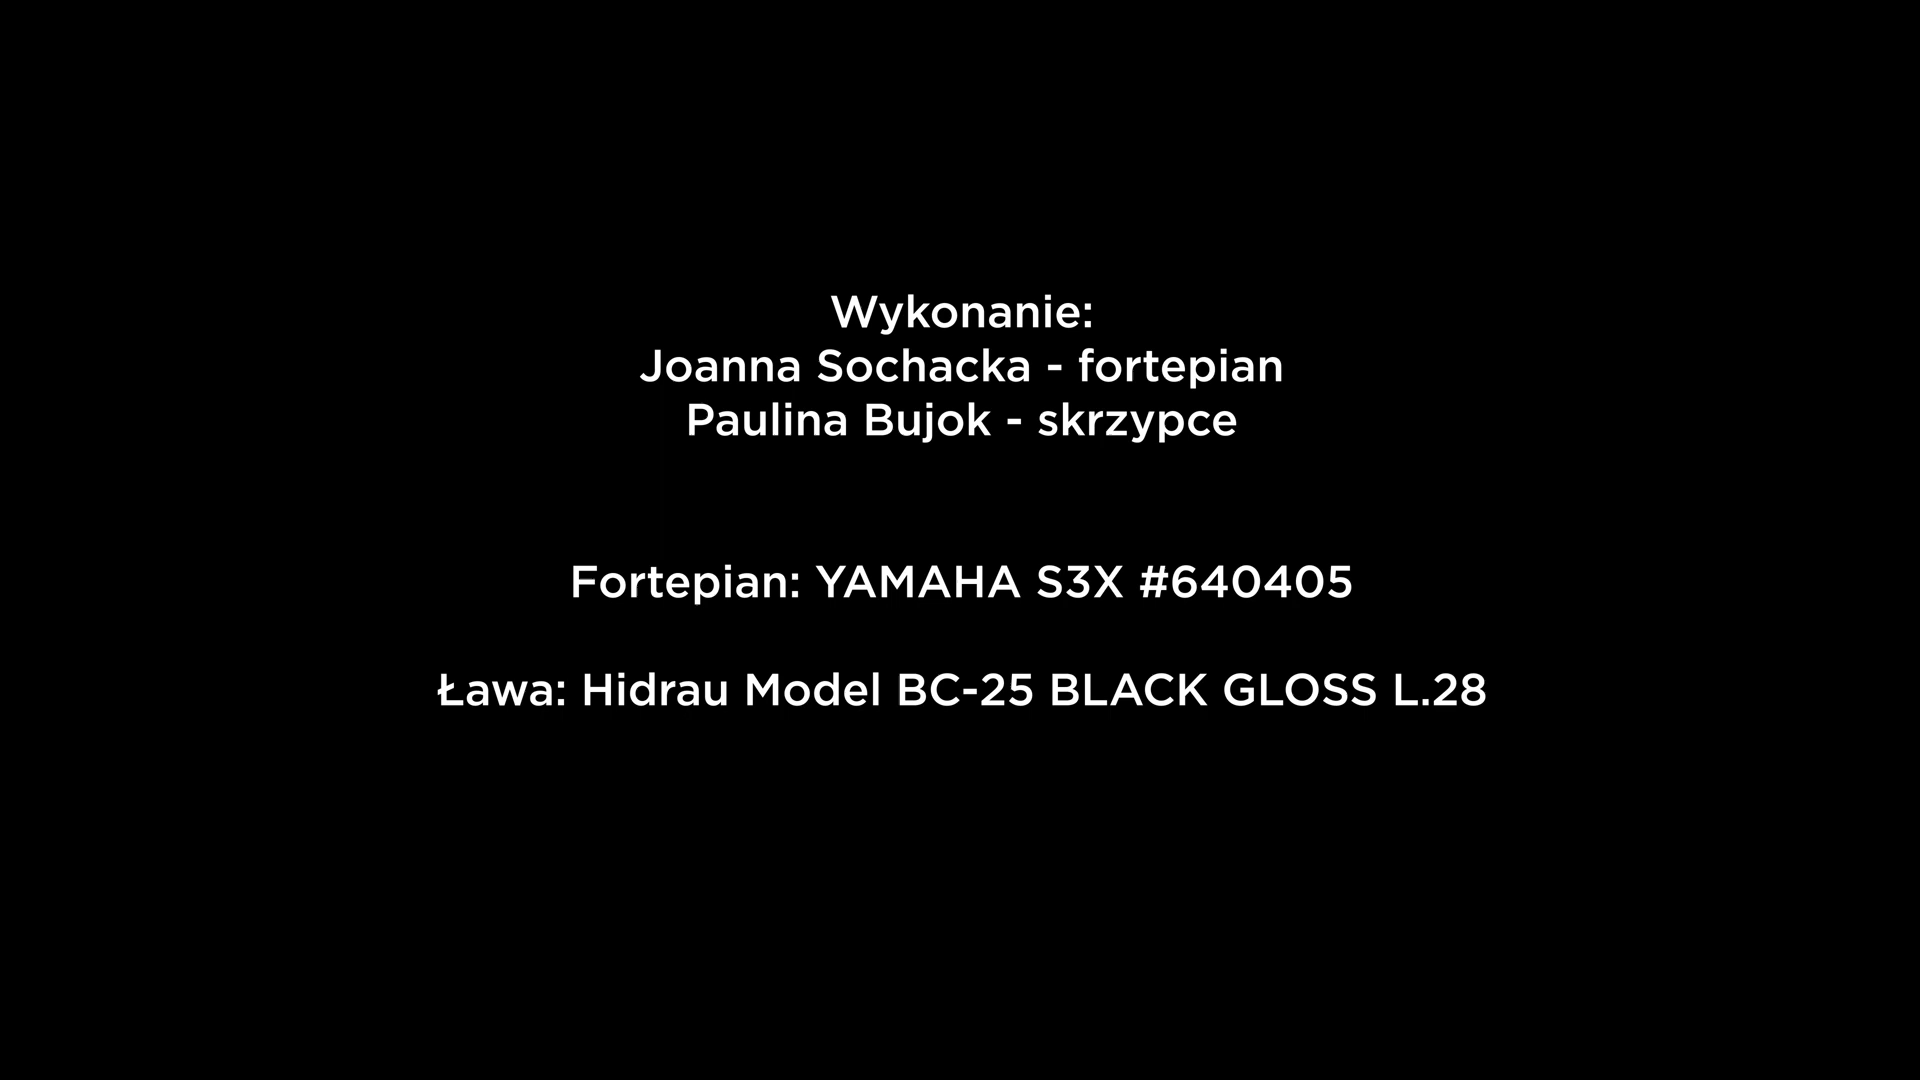 Wykonanie:
Joanna Sochacka - fortepian
Paulina Bujok - skrzypce
Fortepian: YAMAHA S3X #640405
Ława: Hidrau Model BC-25 BLACK GLOSS L.28